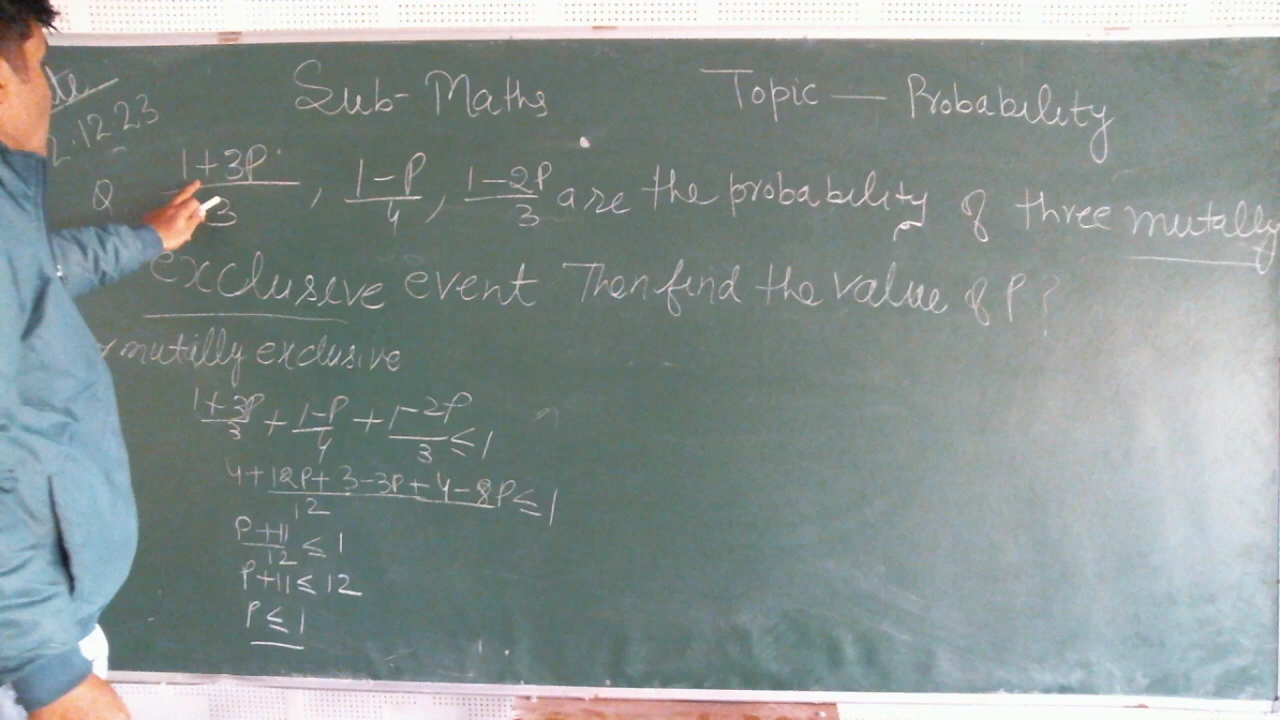 Sub- Maths Topic — Probability
2.12.23
Q (1+3P)/3 , (1-P)/4 , (1-2P)/3 are the probability of three mutally
exclusive event Then find the value of P?
mutally exclusive
(1+3P)/3 + (1-P)/4 + (1-2P)/3 ≤ 1
(4+12P+3-3P+4-8P)/12 ≤ 1
(P+11)/12 ≤ 1
P+11 ≤ 12
P ≤ 1